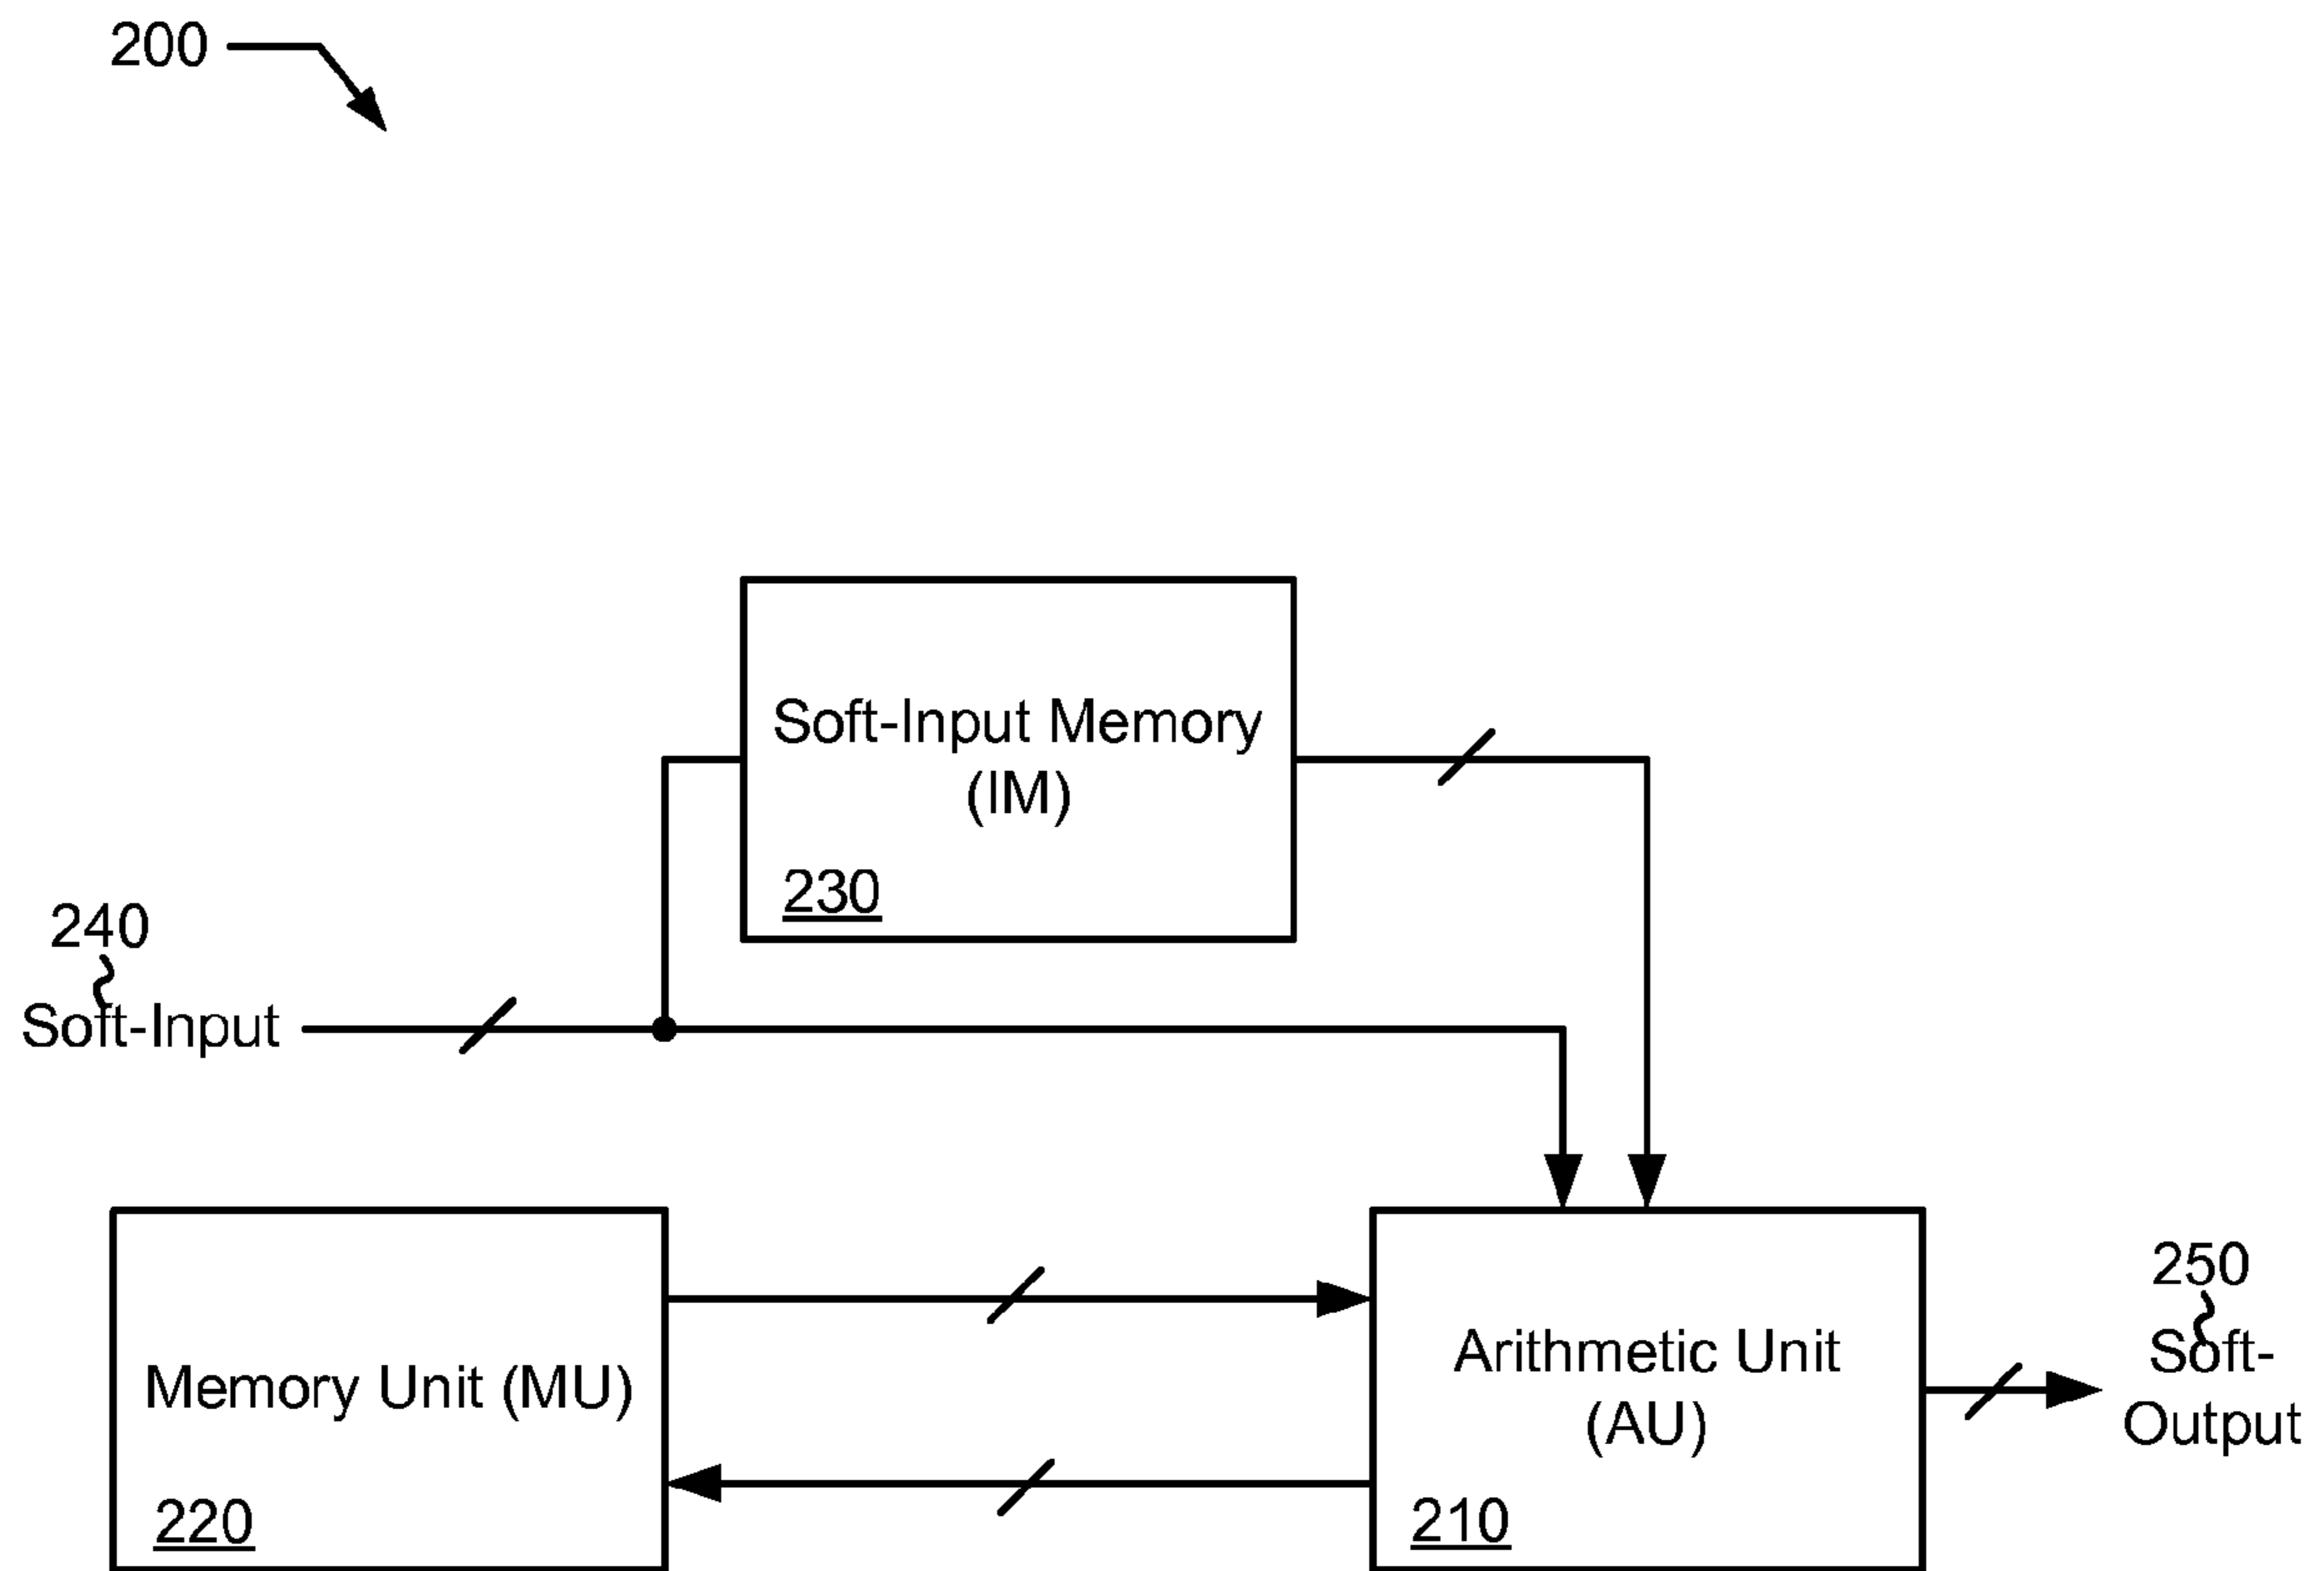 200
Soft-Input Memory
(IM)
230
240
Soft-Input
Memory Unit (MU)
220
Arithmetic Unit
(AU)
210
250
Soft-
Output